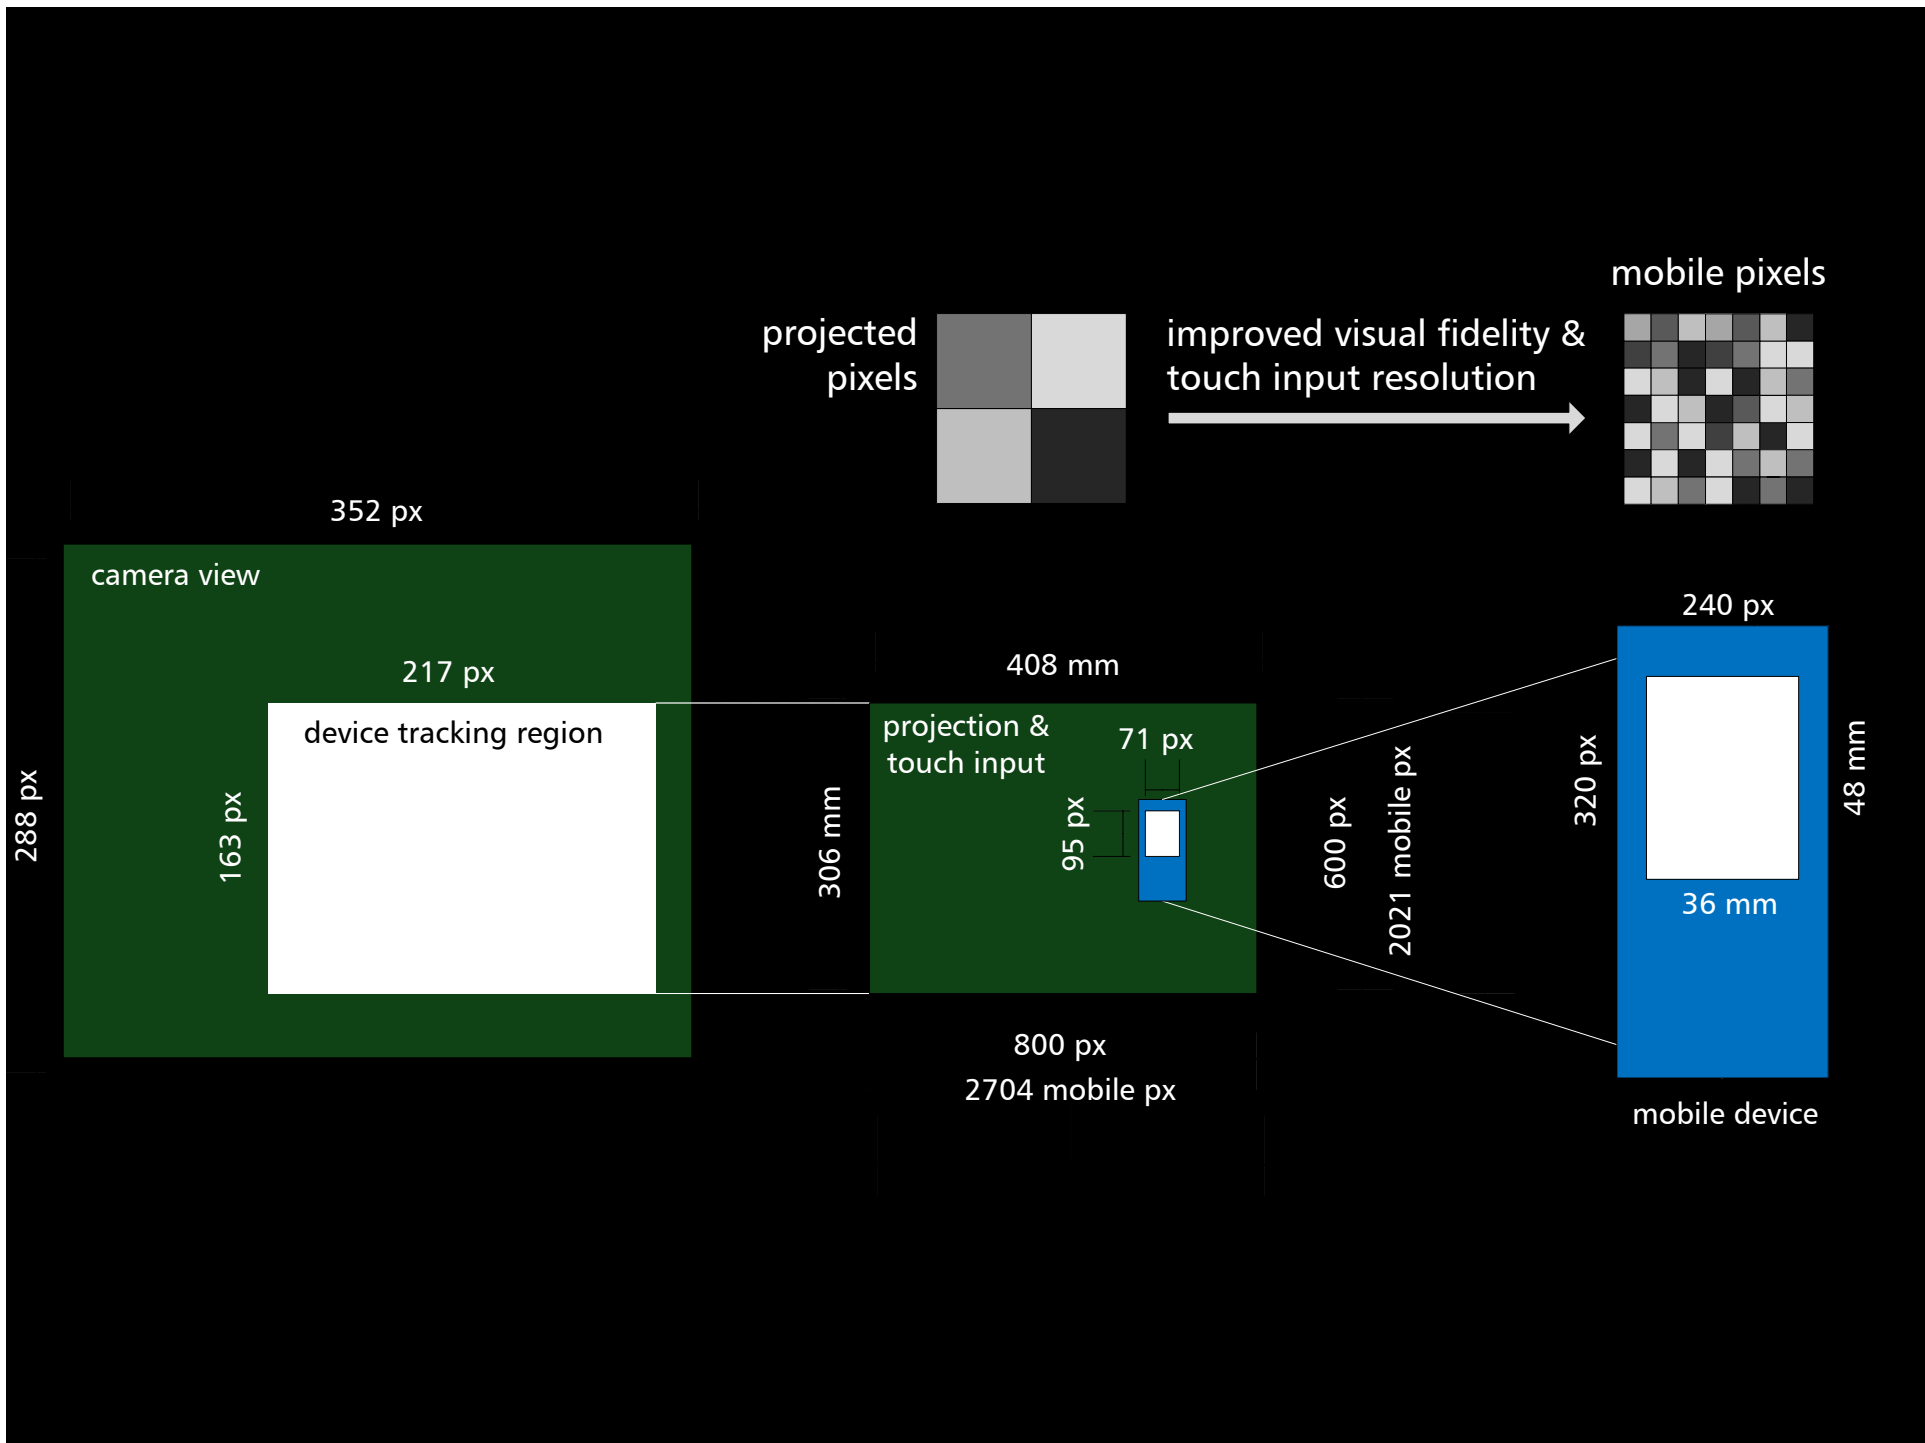 mobile pixels
projected
pixels
improved visual fidelity &
touch input resolution
352 px
camera view
288 px
217 px
device tracking region
163 px
408 mm
306 mm
projection &
touch input
71 px
95 px
600 px
2021 mobile px
800 px
2704 mobile px
240 px
320 px
48 mm
36 mm
mobile device